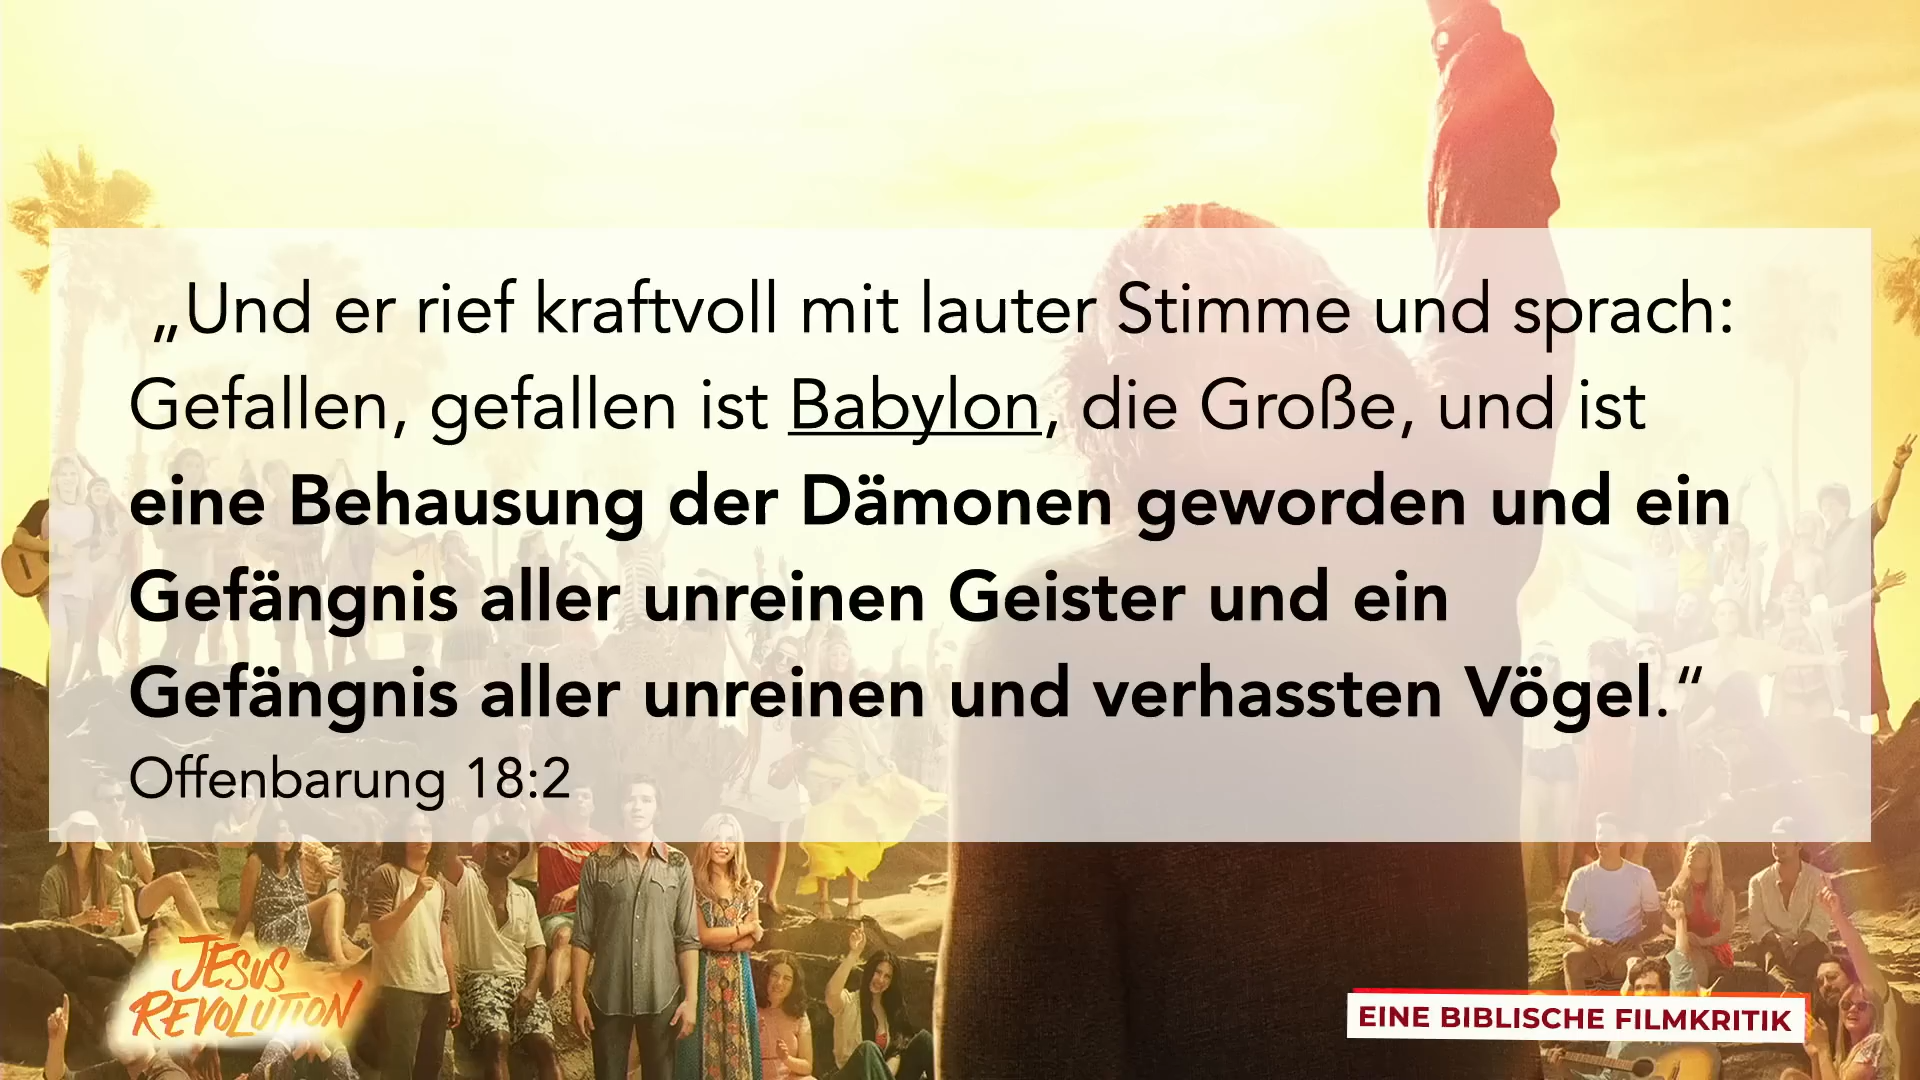 „Und er rief kraftvoll mit lauter Stimme und sprach:
Gefallen, gefallen ist Babylon, die Große, und ist
eine Behausung der Dämonen geworden und ein
Gefängnis aller unreinen Geister und ein
Gefängnis aller unreinen und verhassten Vögel.“
Offenbarung 18:2
JESUS
REVOLUTION
EINE BIBLISCHE FILMKRITIK